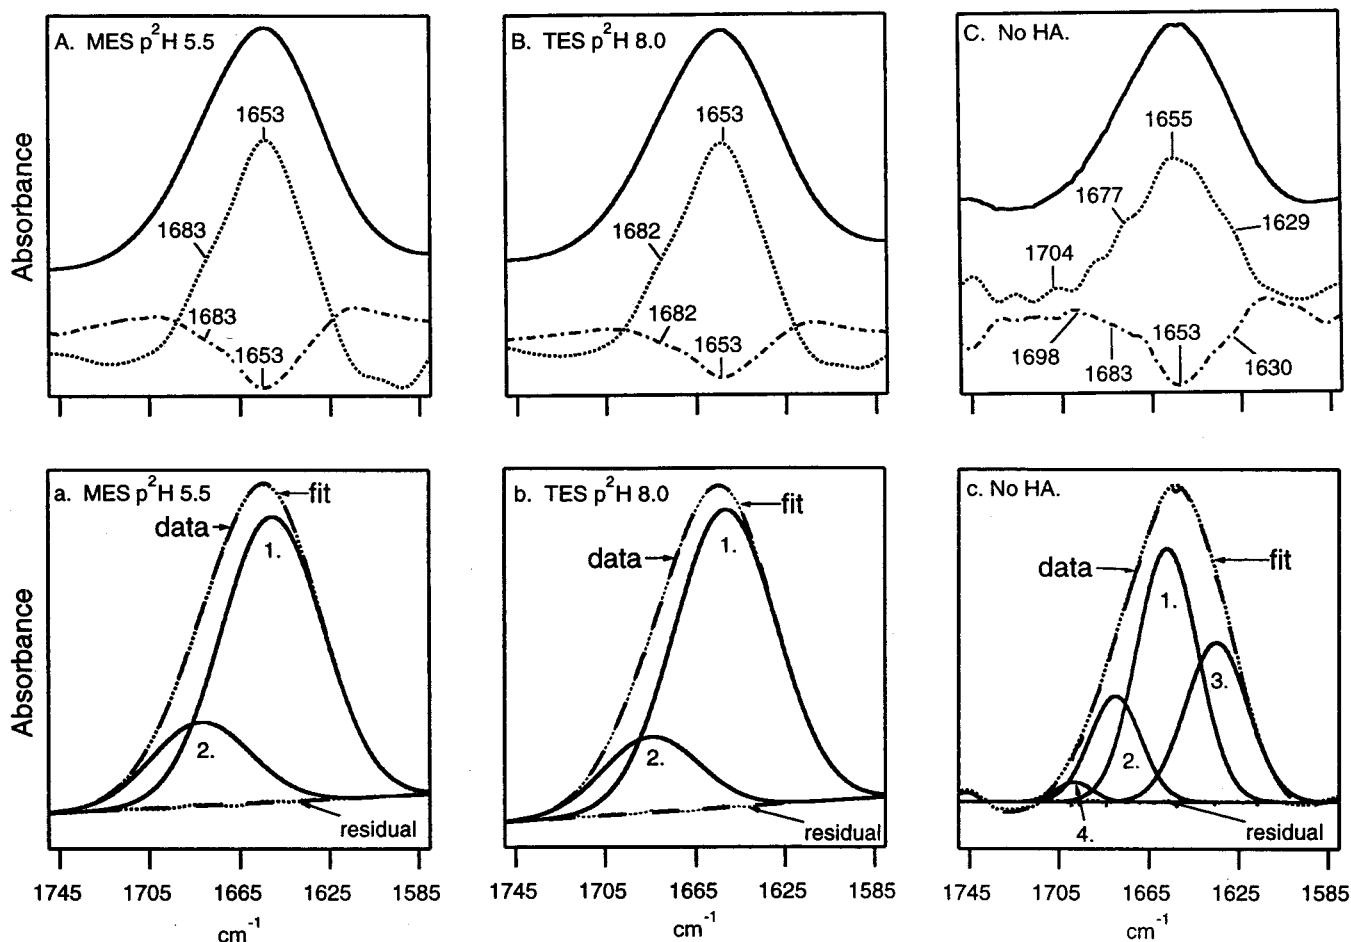 A. MES p²H 5.5
B. TES p²H 8.0
C. No HA.
Absorbance
1653
1683
1683
1653
1653
1682
1682
1653
1655
1677
1629
1704
1698
1683
1653
1630
a. MES p²H 5.5
b. TES p²H 8.0
c. No HA.
Absorbance
fit
data
1.
2.
residual
fit
data
1.
2.
residual
fit
data
1.
2.
3.
4.
residual
1745 1705 1665 1625 1585
1745 1705 1665 1625 1585
1745 1705 1665 1625 1585
cm⁻¹
cm⁻¹
cm⁻¹